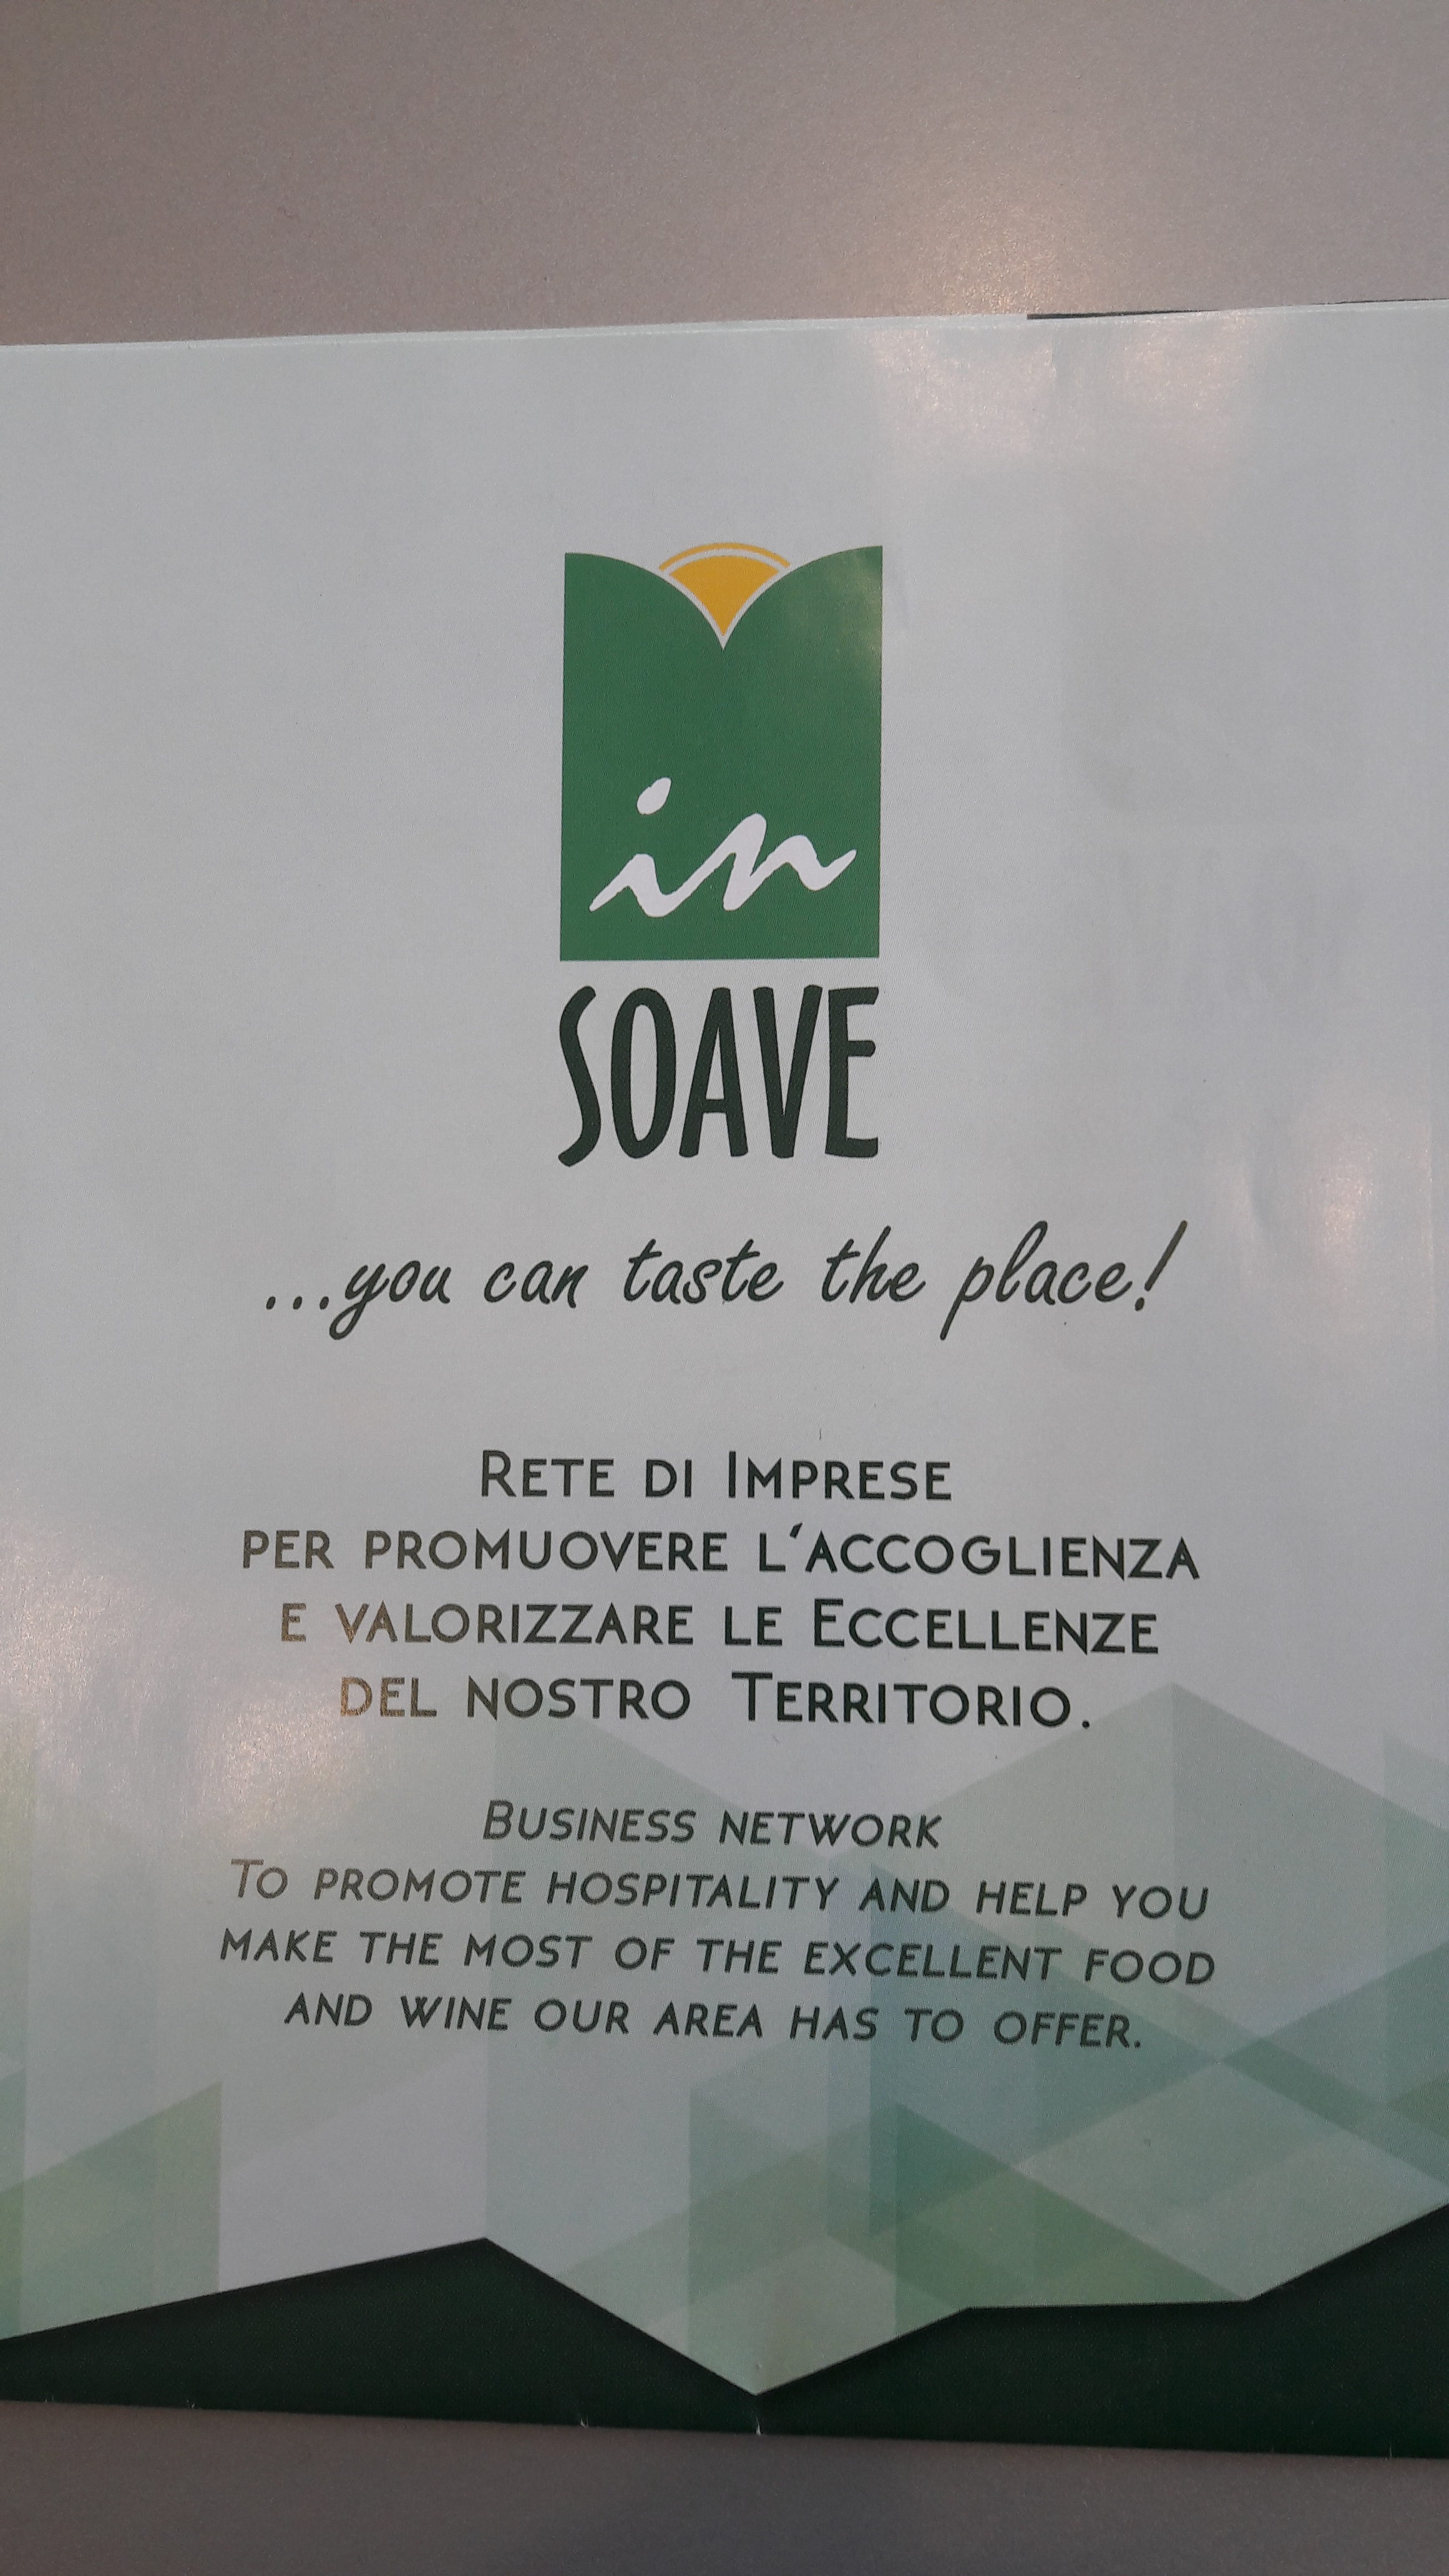 in
SOAVE
...you can taste the place!
RETE DI IMPRESE
PER PROMUOVERE L'ACCOGLIENZA
E VALORIZZARE LE ECCELLENZE
DEL NOSTRO TERRITORIO.
BUSINESS NETWORK
TO PROMOTE HOSPITALITY AND HELP YOU
MAKE THE MOST OF THE EXCELLENT FOOD
AND WINE OUR AREA HAS TO OFFER.